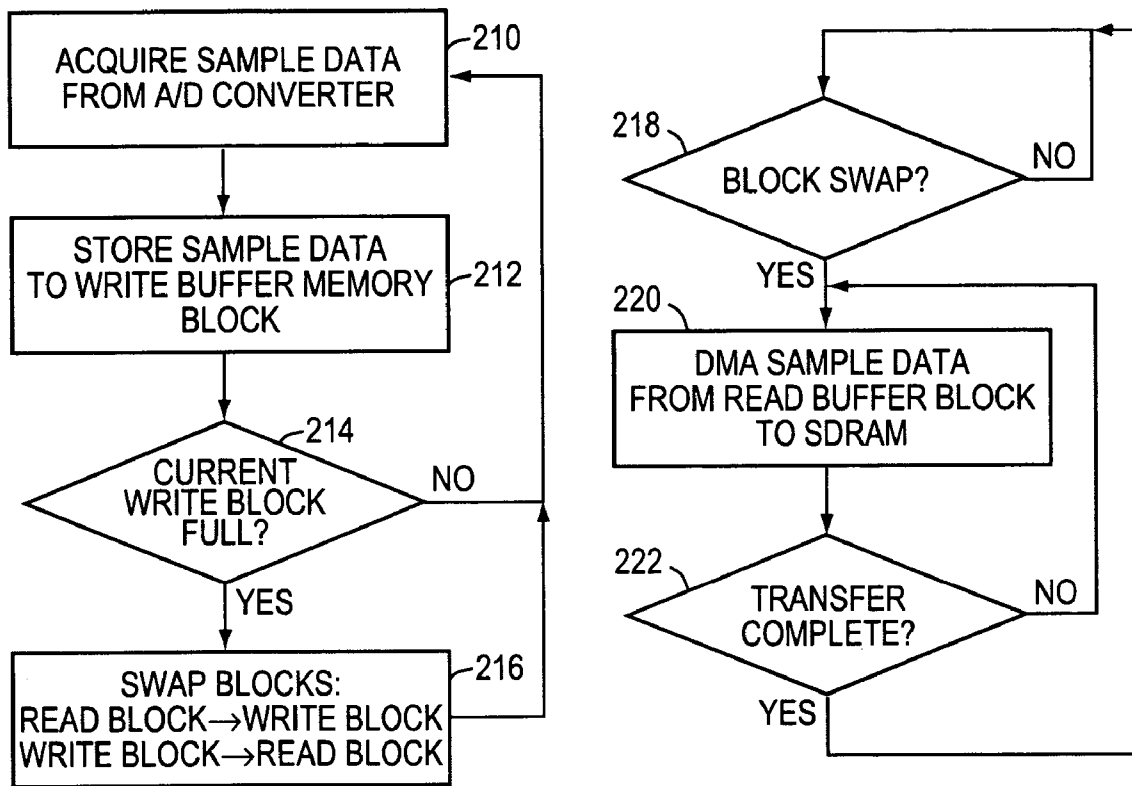 210
ACQUIRE SAMPLE DATA
FROM A/D CONVERTER
STORE SAMPLE DATA
TO WRITE BUFFER MEMORY
BLOCK
212
214
CURRENT
WRITE BLOCK
FULL?
NO
YES
216
SWAP BLOCKS:
READ BLOCK→WRITE BLOCK
WRITE BLOCK→READ BLOCK
218
BLOCK SWAP?
NO
YES
220
DMA SAMPLE DATA
FROM READ BUFFER BLOCK
TO SDRAM
222
TRANSFER
COMPLETE?
NO
YES